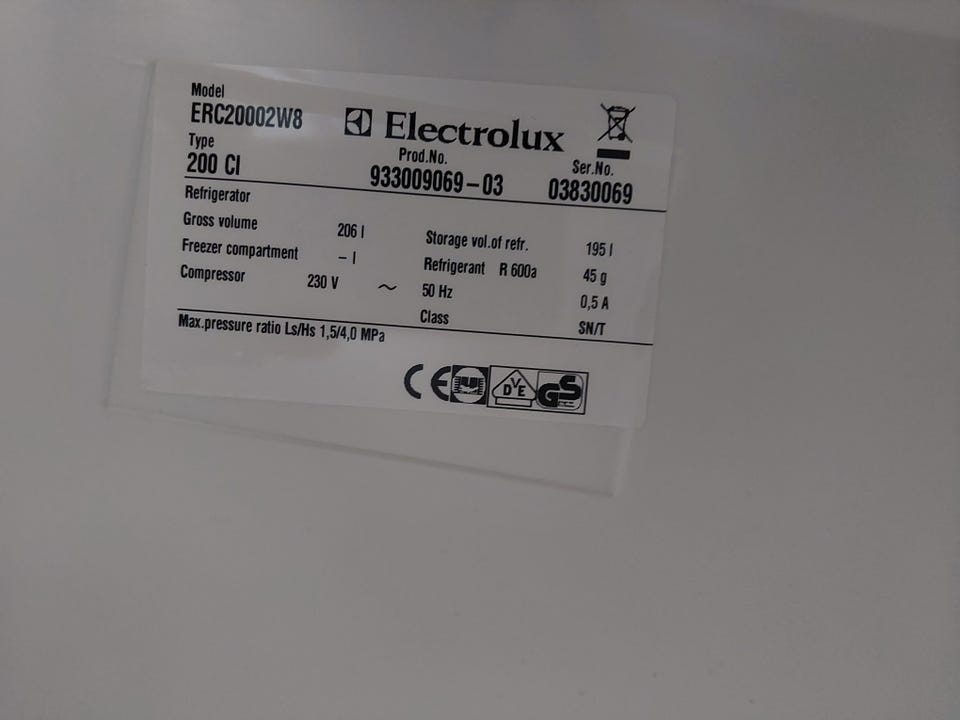 Model
ERC20002W8
Electrolux
Type
200 CI
Prod.No.
933009069-03
Ser.No.
03830069
Refrigerator
Gross volume 206 l
Storage vol.of refr. 195 l
Freezer compartment – l
Refrigerant R 600a 45 g
Compressor 230 V ~ 50 Hz 0,5 A
Class SN/T
Max.pressure ratio Ls/Hs 1,5/4,0 MPa
CE DVE GS